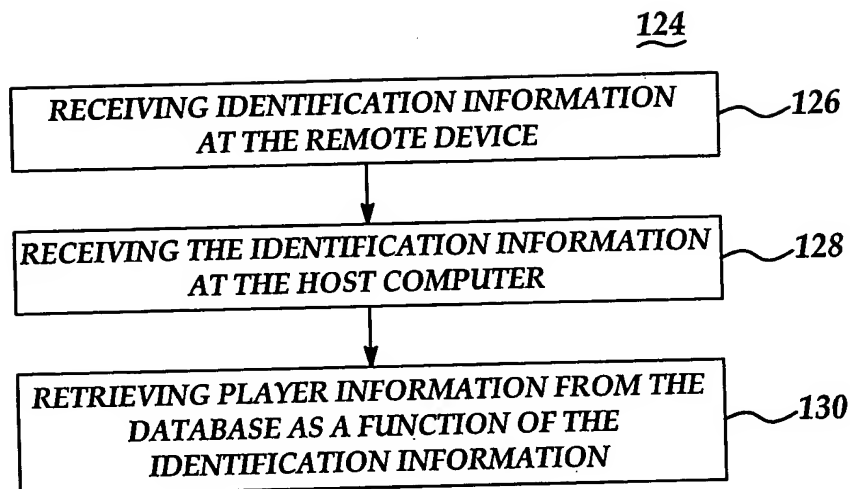 124
RECEIVING IDENTIFICATION INFORMATION
AT THE REMOTE DEVICE
126
RECEIVING THE IDENTIFICATION INFORMATION
AT THE HOST COMPUTER
128
RETRIEVING PLAYER INFORMATION FROM THE
DATABASE AS A FUNCTION OF THE
IDENTIFICATION INFORMATION
130